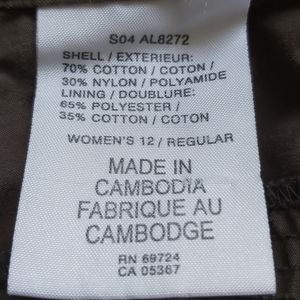 S04 AL8272
SHELL / EXTERIEUR:
70% COTTON / COTON /
30% NYLON / POLYAMIDE
LINING / DOUBLURE:
65% POLYESTER /
35% COTTON / COTON
WOMEN'S 12 / REGULAR
MADE IN
CAMBODIA
FABRIQUE AU
CAMBODGE
RN 69724
CA 05367